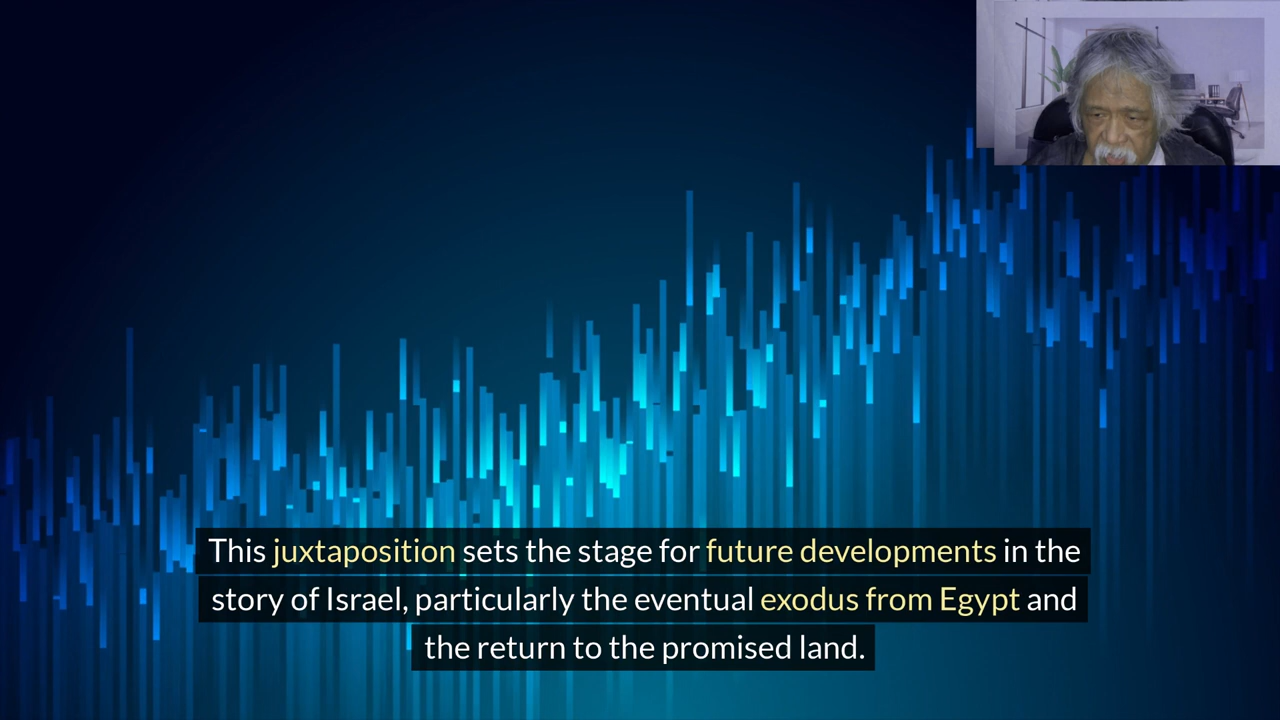 This juxtaposition sets the stage for future developments in the
story of Israel, particularly the eventual exodus from Egypt and
the return to the promised land.